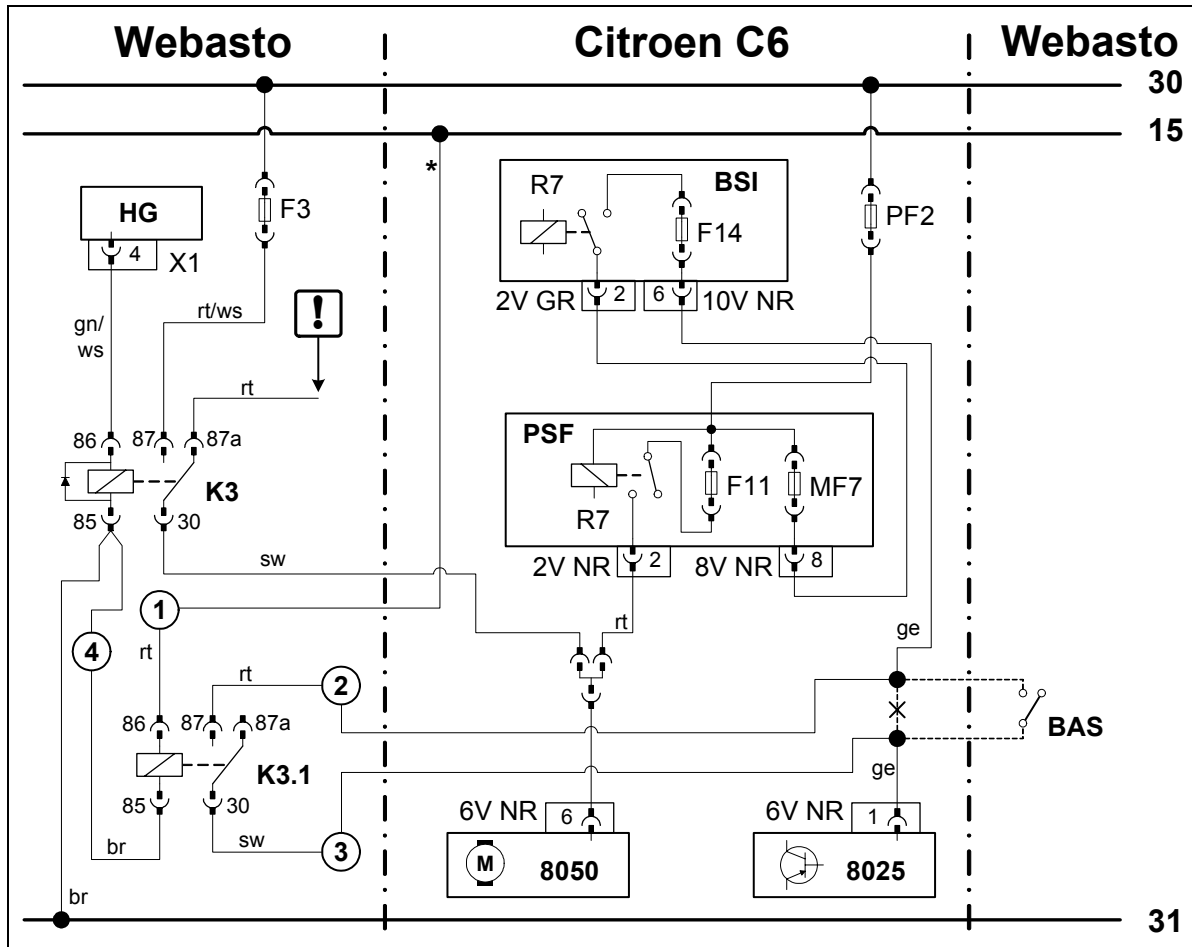 Webasto
Citroen C6
Webasto
30
15
*
R7
BSI
HG
F3
F14
PF2
4
X1
!
2V GR
2
6
10V NR
rt/ws
gn/
ws
rt
86
87
87a
PSF
K3
F11
MF7
R7
85
30
2V NR
2
8V NR
8
sw
1
rt
ge
4
rt
rt
2
86
87
87a
BAS
K3.1
ge
85
30
6V NR
6
6V NR
1
br
sw
3
M
8050
8025
br
31